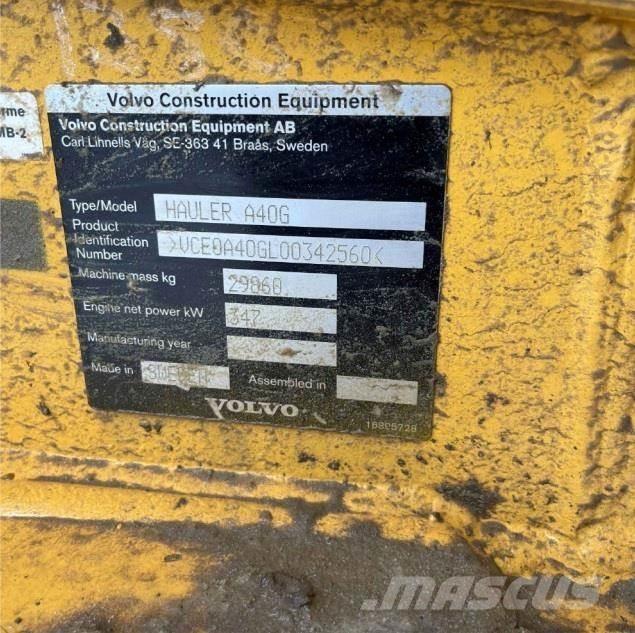 rme
MB-2
Volvo Construction Equipment
Volvo Construction Equipment AB
Carl Lihnells Väg, SE-363 41 Braås, Sweden
Type/Model HAULER A40G
Product
Identification >VCE0A40GL00342560<
Number
Machine mass kg 29860
Engine net power kW 347
Manufacturing year
Made in SWEDEN Assembled in
VOLVO
MASCUS